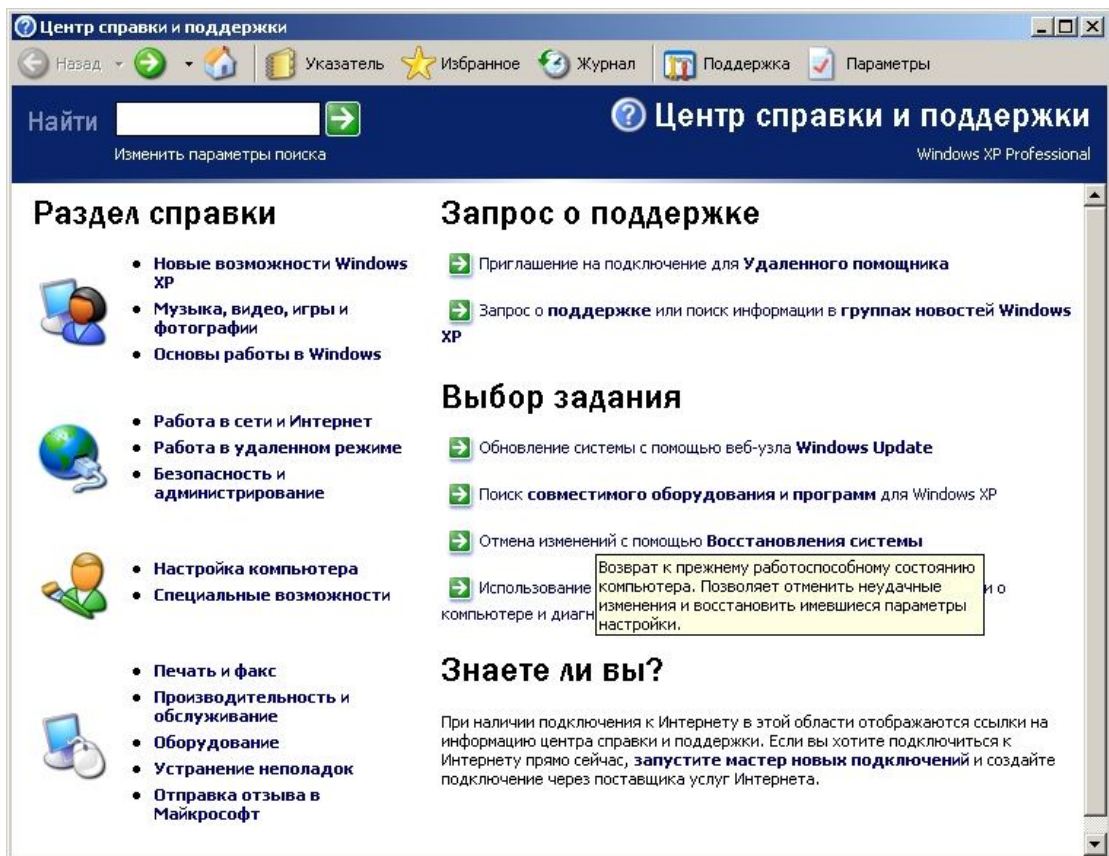 Центр справки и поддержки
Назад
Указатель
Избранное
Журнал
Поддержка
Параметры
Найти
Изменить параметры поиска
Центр справки и поддержки
Windows XP Professional
Раздел справки
Новые возможности Windows
XP
Музыка, видео, игры и
фотографии
Основы работы в Windows
Работа в сети и Интернет
Работа в удаленном режиме
Безопасность и
администрирование
Настройка компьютера
Специальные возможности
Печать и факс
Производительность и
обслуживание
Оборудование
Устранение неполадок
Отправка отзыва в
Майкрософт
Запрос о поддержке
Приглашение на подключение для Удаленного помощника
Запрос о поддержке или поиск информации в группах новостей Windows
XP
Выбор задания
Обновление системы с помощью веб-узла Windows Update
Поиск совместимого оборудования и программ для Windows XP
Отмена изменений с помощью Восстановления системы
Использование и о
компьютере и
Возврат к прежнему работоспособному состоянию
компьютера. Позволяет отменить неудачные
изменения и восстановить имевшиеся параметры
настройки.
Знаете ли вы?
При наличии подключения к Интернету в этой области отображаются ссылки на
информацию центра справки и поддержки. Если вы хотите подключиться к
Интернету прямо сейчас, запустите мастер новых подключений и создайте
подключение через поставщика услуг Интернета.